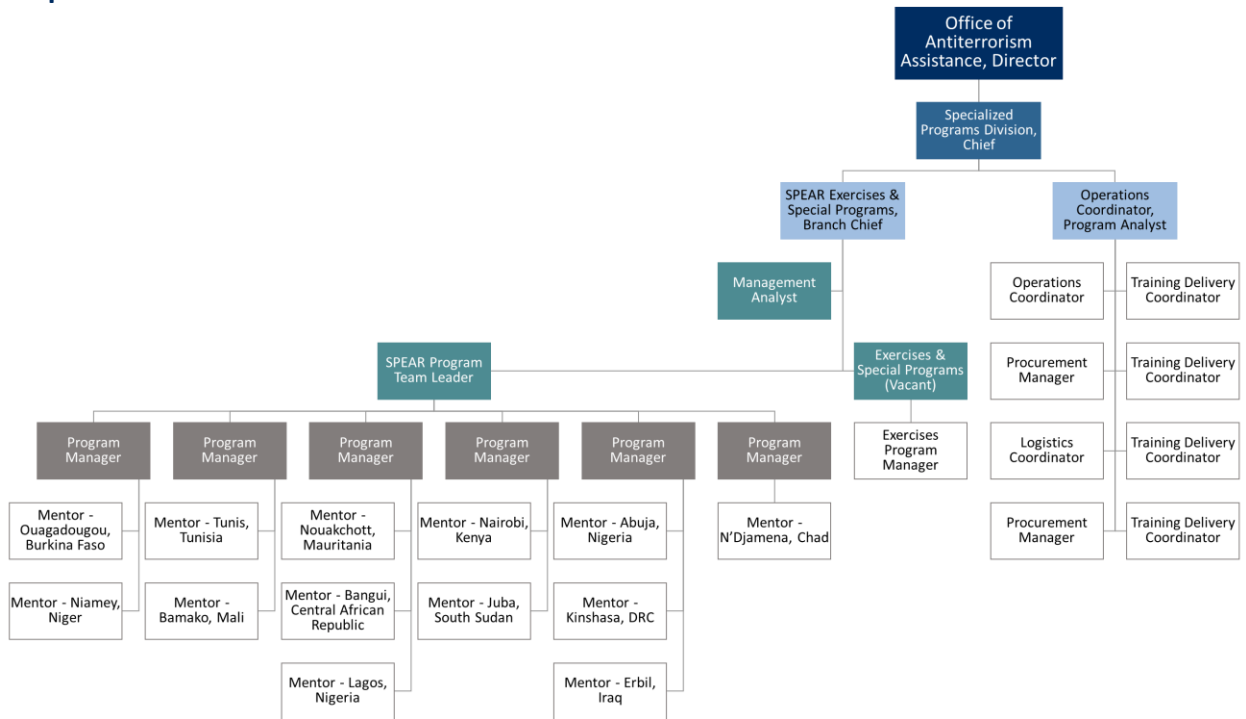 Office of
Antiterrorism
Assistance, Director
Specialized
Programs Division,
Chief
SPEAR Exercises &
Special Programs,
Branch Chief
Operations
Coordinator,
Program Analyst
Management
Analyst
Operations
Coordinator
Training Delivery
Coordinator
SPEAR Program
Team Leader
Exercises &
Special Programs
(Vacant)
Procurement
Manager
Training Delivery
Coordinator
Program
Manager
Program
Manager
Program
Manager
Program
Manager
Program
Manager
Program
Manager
Exercises
Program
Manager
Logistics
Coordinator
Training Delivery
Coordinator
Mentor -
Ouagadougou,
Burkina Faso
Mentor - Tunis,
Tunisia
Mentor -
Nouakchott,
Mauritania
Mentor - Nairobi,
Kenya
Mentor - Abuja,
Nigeria
Mentor -
N’Djamena, Chad
Procurement
Manager
Training Delivery
Coordinator
Mentor - Niamey,
Niger
Mentor -
Bamako, Mali
Mentor - Bangui,
Central African
Republic
Mentor - Juba,
South Sudan
Mentor -
Kinshasa, DRC
Mentor - Lagos,
Nigeria
Mentor - Erbil,
Iraq